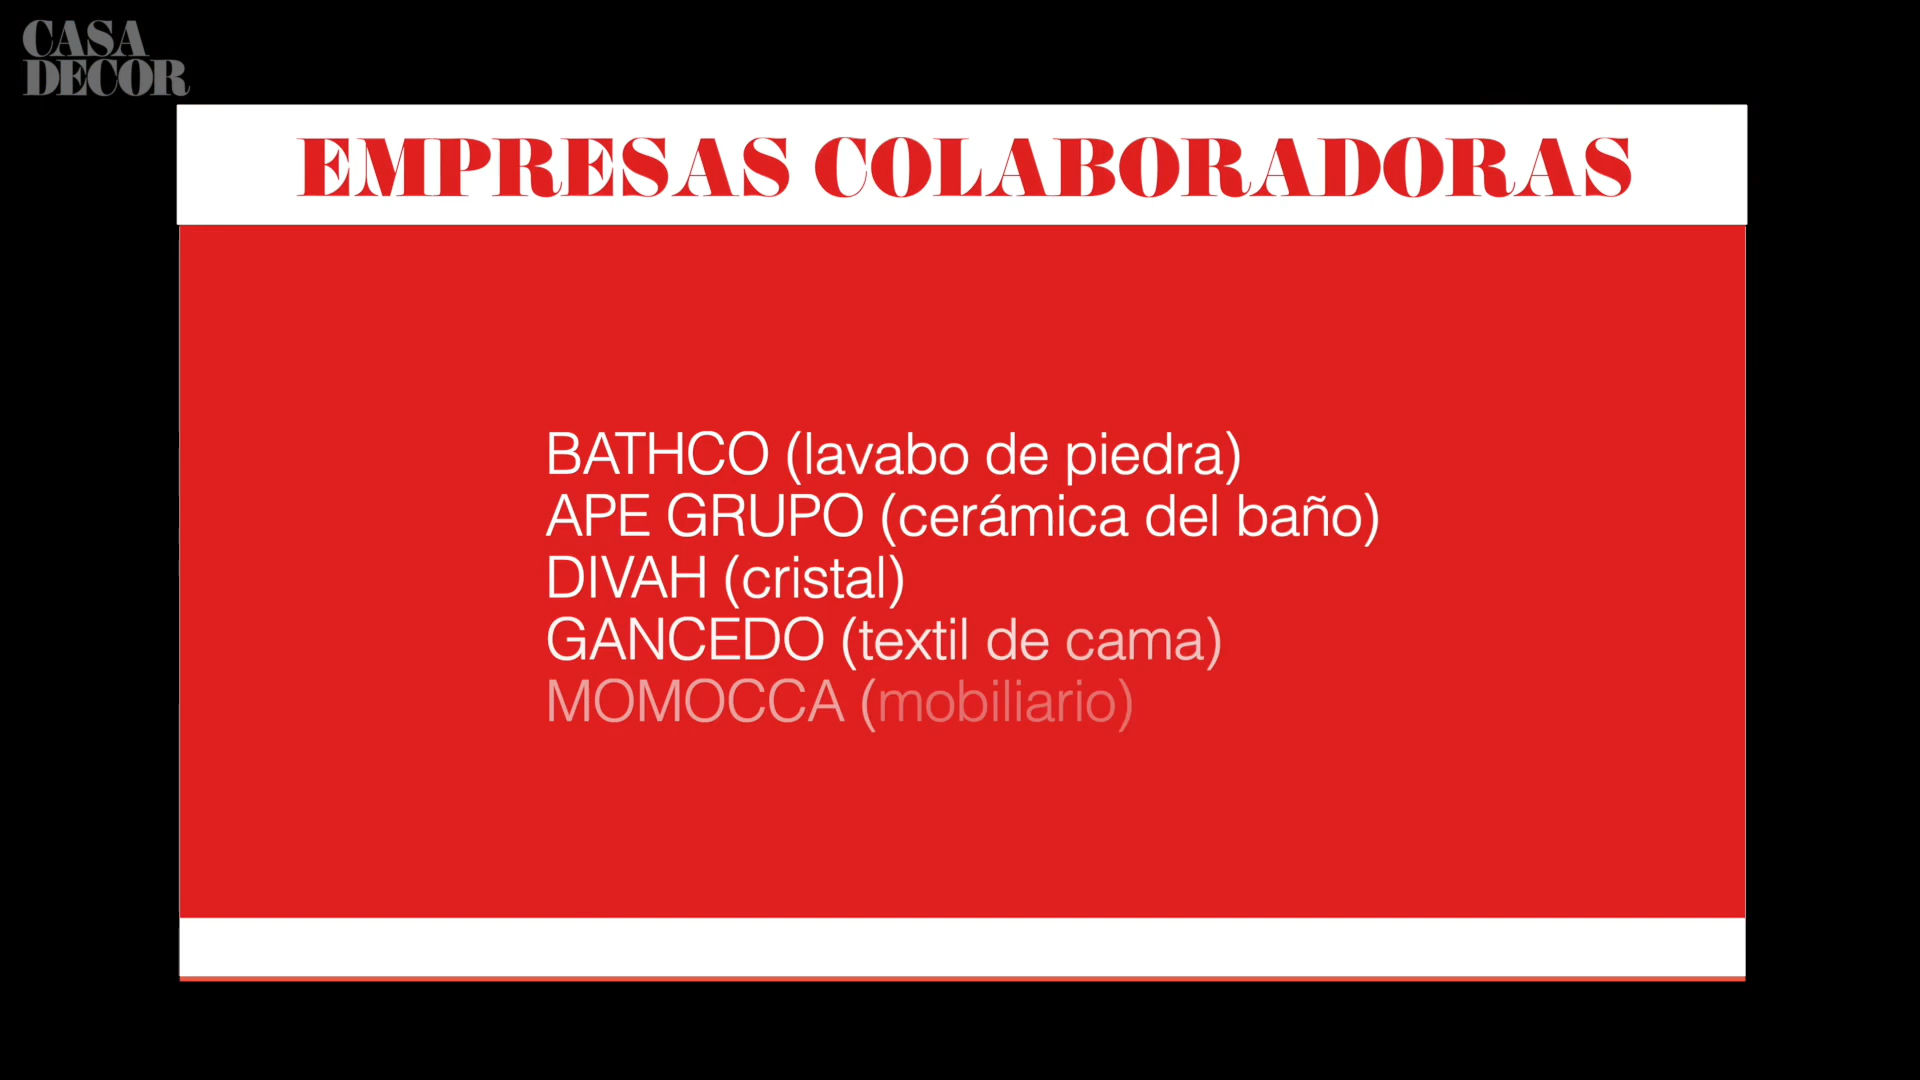 CASA
DECOR
EMPRESAS COLABORADORAS
BATHCO (lavabo de piedra)
APE GRUPO (cerámica del baño)
DIVAH (cristal)
GANCEDO (textil de cama)
MOMOCCA (mobiliario)